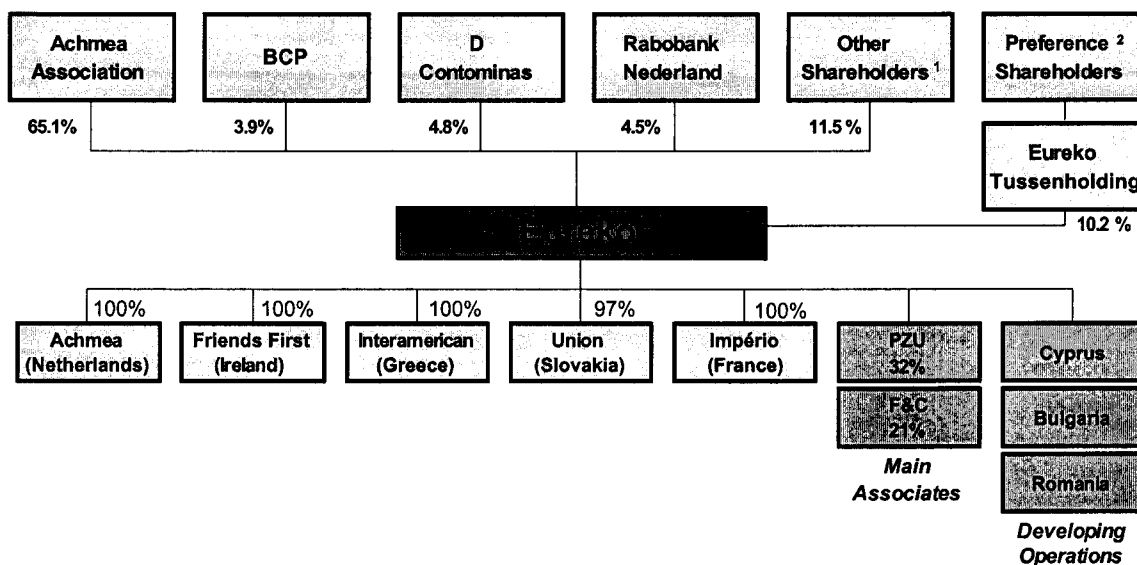 Achmea
Association
BCP
D
Contominas
Rabobank
Nederland
Other
Shareholders 1
Preference 2
Shareholders
65.1%
3.9%
4.8%
4.5%
11.5 %
Eureko
Tussenholding
10.2 %
Eureko
100%
100%
100%
97%
100%
Achmea
(Netherlands)
Friends First
(Ireland)
Interamerican
(Greece)
Union
(Slovakia)
Império
(France)
PZU
32%
Cyprus
F&C
21%
Bulgaria
Main
Associates
Romania
Developing
Operations